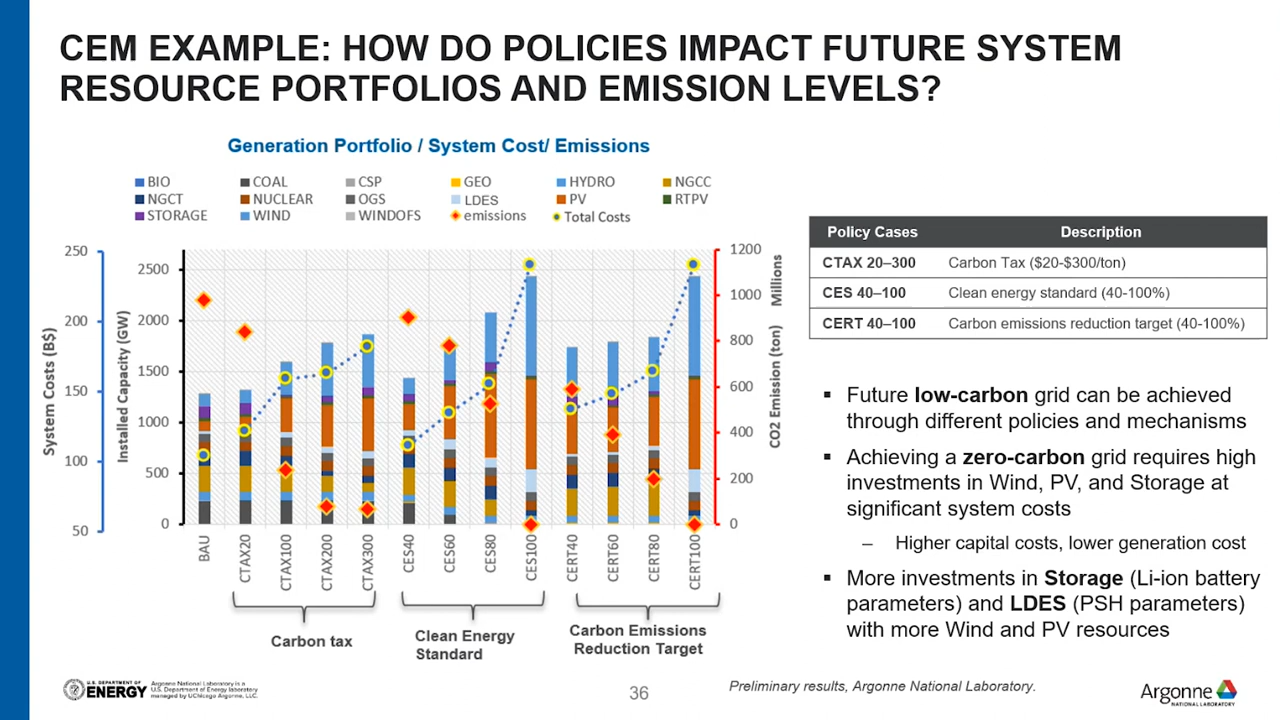 CEM EXAMPLE: HOW DO POLICIES IMPACT FUTURE SYSTEM
RESOURCE PORTFOLIOS AND EMISSION LEVELS?
Generation Portfolio / System Cost/ Emissions
BIO COAL CSP GEO HYDRO NGCC
NGCT NUCLEAR OGS LDES PV RTPV
STORAGE WIND WINDOFS emissions Total Costs
System Costs (B$)
250
200
150
100
50
Installed Capacity (GW)
2500
2000
1500
1000
500
0
1200
1000
800
600
400
200
0
CO2 Emission (ton) Millions
BAU
CTAX20
CTAX100
CTAX200
CTAX300
CES40
CES60
CES80
CES100
CERT40
CERT60
CERT80
CERT100
Carbon tax
Clean Energy
Standard
Carbon Emissions
Reduction Target
Policy Cases Description
CTAX 20–300 Carbon Tax ($20-$300/ton)
CES 40–100 Clean energy standard (40-100%)
CERT 40–100 Carbon emissions reduction target (40-100%)
▪ Future low-carbon grid can be achieved
through different policies and mechanisms
▪ Achieving a zero-carbon grid requires high
investments in Wind, PV, and Storage at
significant system costs
– Higher capital costs, lower generation cost
▪ More investments in Storage (Li-ion battery
parameters) and LDES (PSH parameters)
with more Wind and PV resources
U.S. DEPARTMENT OF
ENERGY
Argonne National Laboratory is a
U.S. Department of Energy laboratory
managed by UChicago Argonne, LLC.
36
Preliminary results, Argonne National Laboratory.
Argonne
NATIONAL LABORATORY